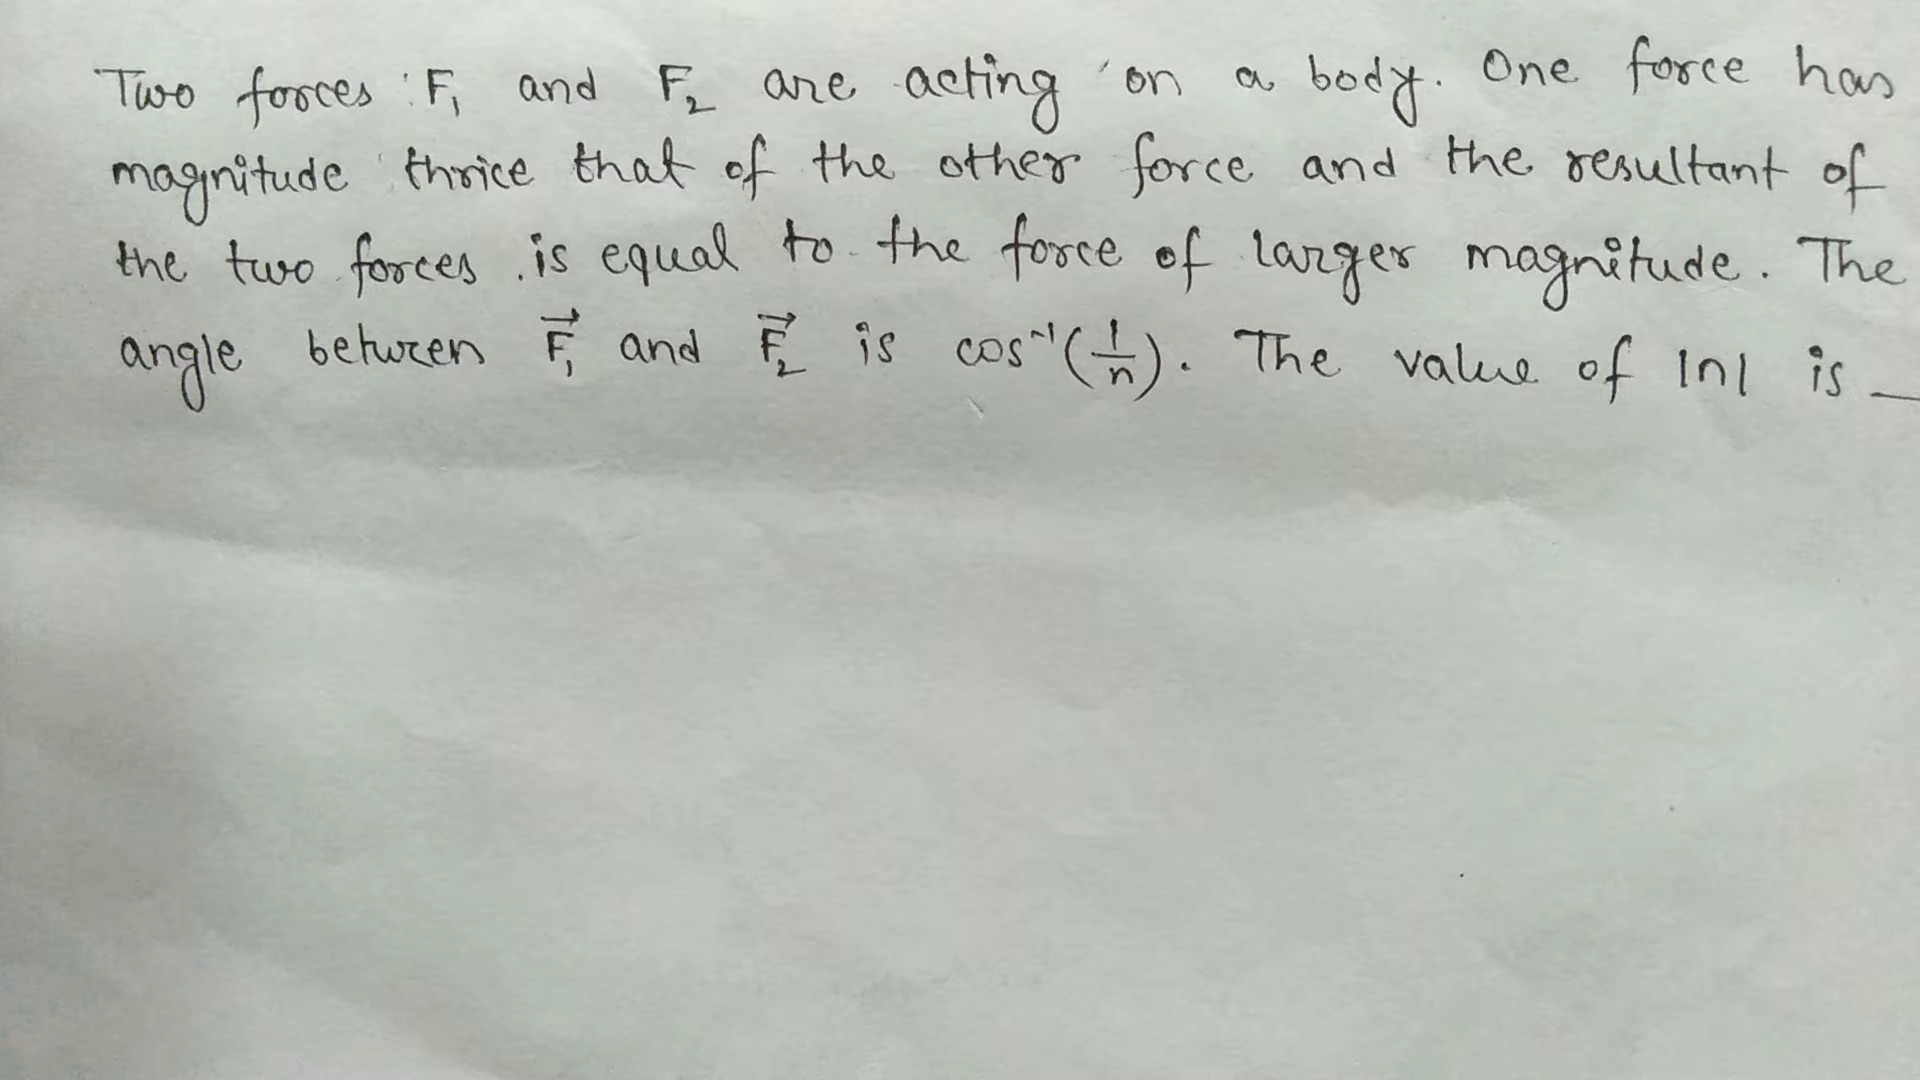 Two forces F₁ and F₂ are acting on a body. One force has
magnitude thrice that of the other force and the resultant of
the two forces is equal to the force of larger magnitude. The
angle between F⃗₁ and F⃗₂ is cos⁻¹(1/n). The value of |n| is _